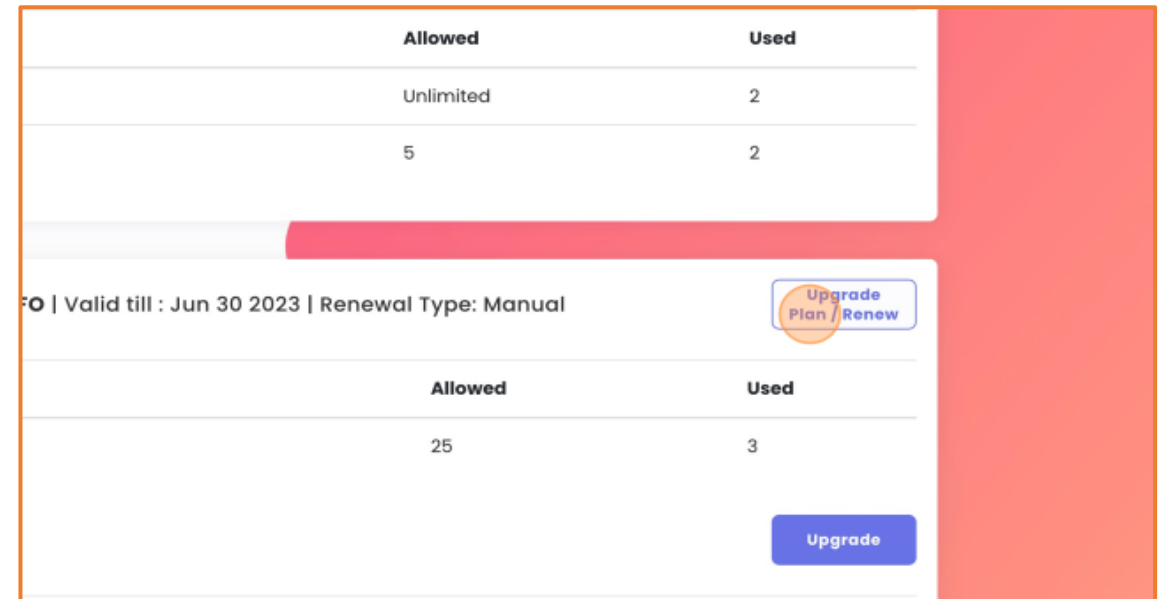 Allowed Used
Unlimited 2
5 2
FO | Valid till : Jun 30 2023 | Renewal Type: Manual
Upgrade
Plan / Renew
Allowed Used
25 3
Upgrade